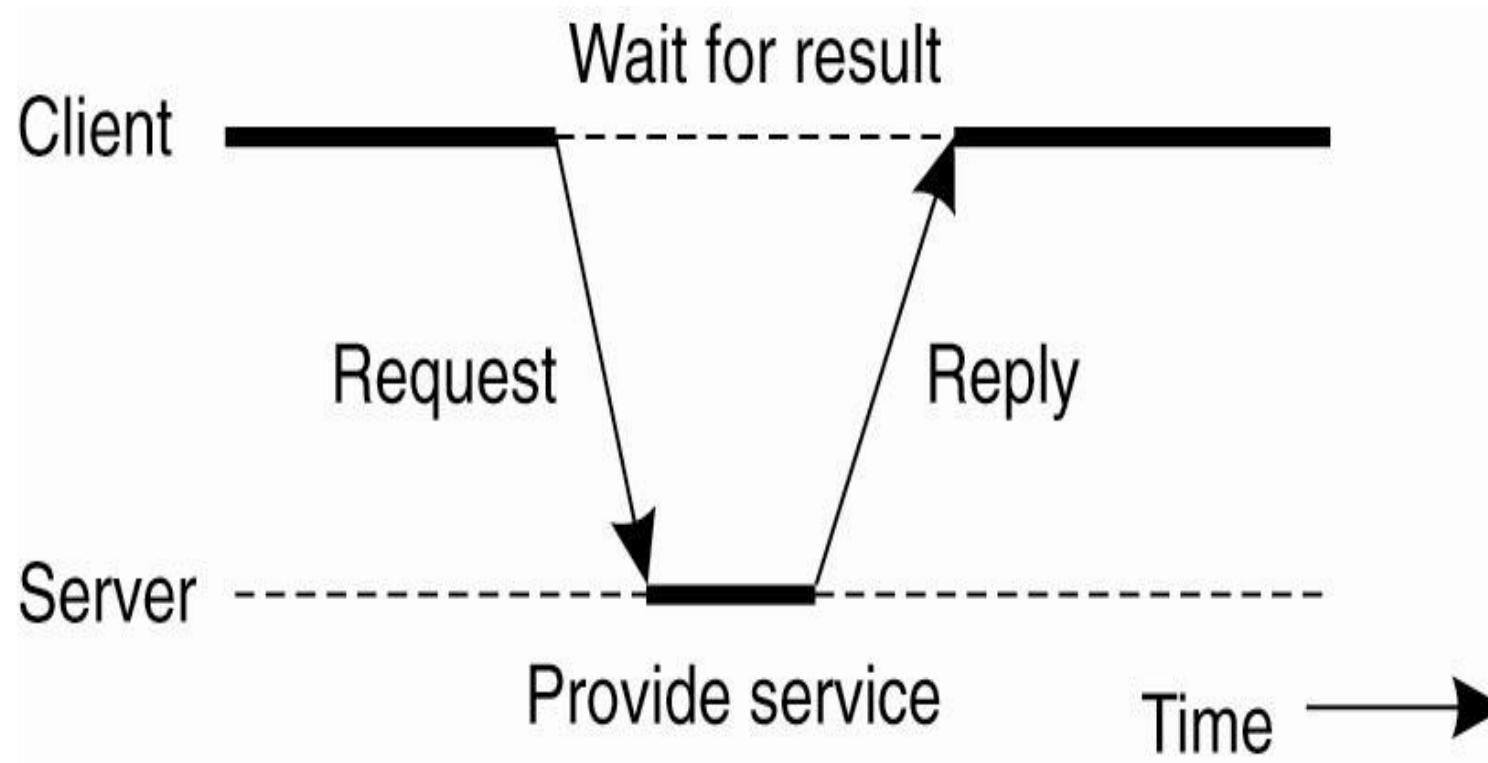 Wait for result
Client
Request
Reply
Server
Provide service
Time